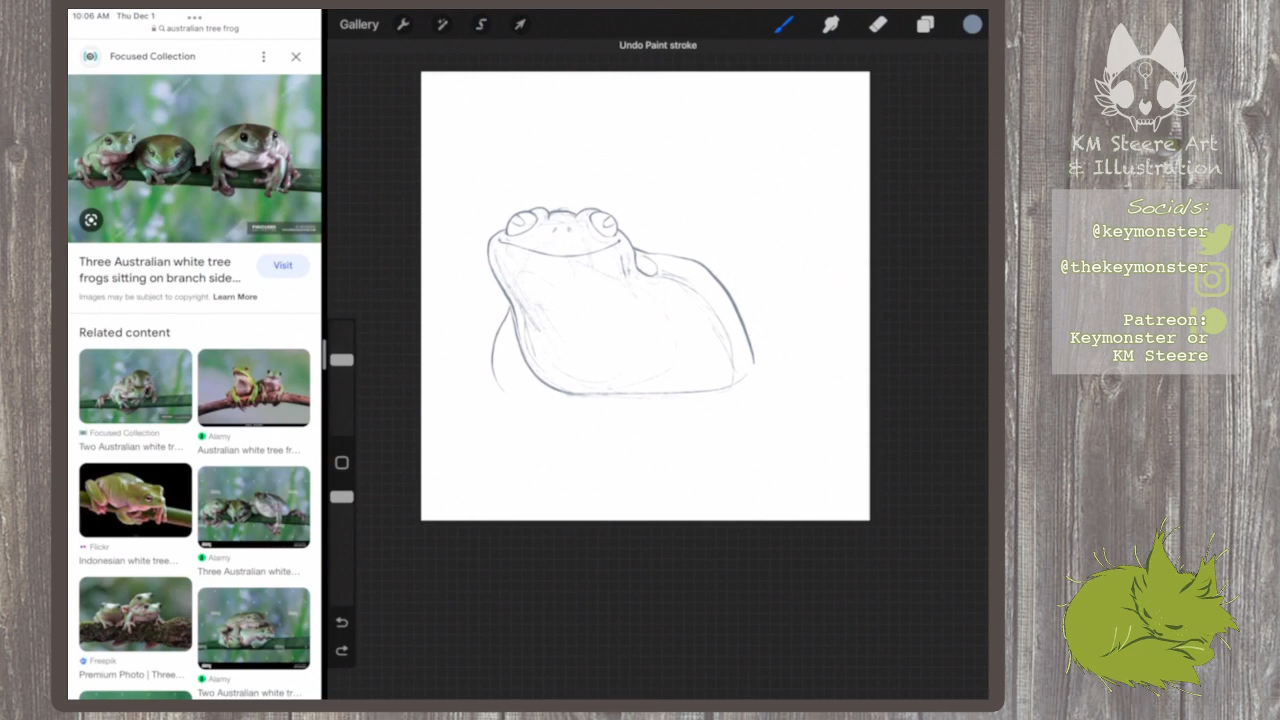 10:06 AM Thu Dec 1
australian tree frog
Focused Collection
Three Australian white tree
frogs sitting on branch side...
Visit
Images may be subject to copyright. Learn More
Related content
Focused Collection
Two Australian white tr...
Alamy
Australian white tree fr...
Flickr
Indonesian white tree...
Alamy
Three Australian white...
Freepik
Premium Photo | Three...
Alamy
Two Australian white tr...
Gallery
Undo Paint stroke
KM Steere Art
& Illustration
Socials:
@keymonster
@thekeymonster
Patreon:
Keymonster or
KM Steere